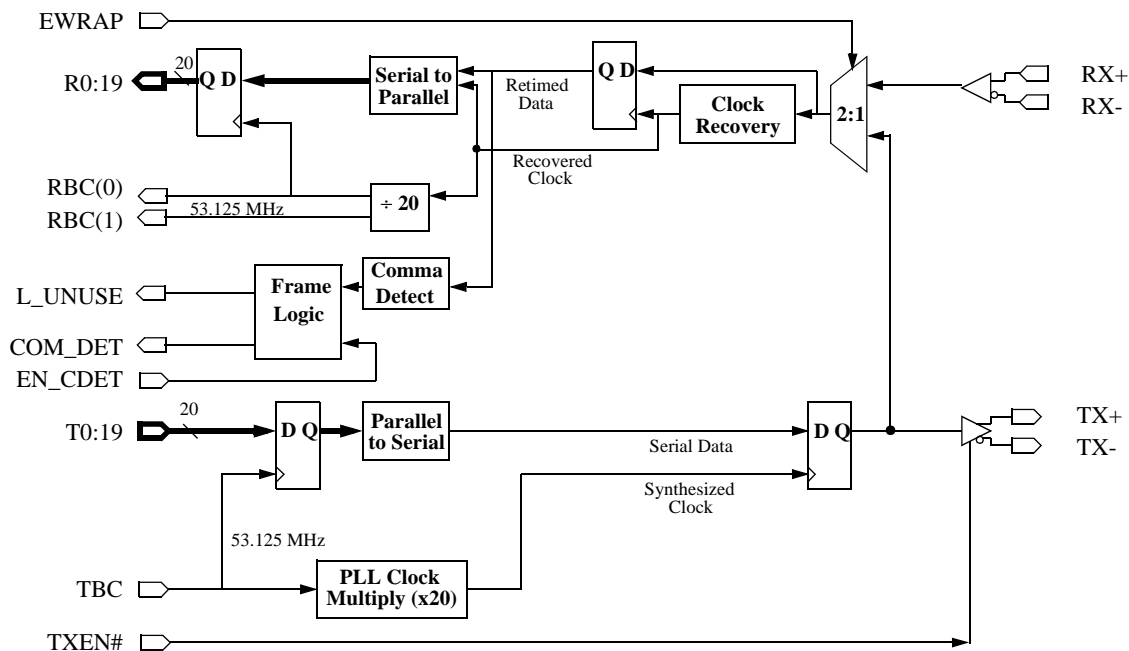 EWRAP
R0:19
20
Q D
Serial to
Parallel
Retimed
Data
Q D
Clock
Recovery
2:1
RX+
RX-
Recovered
Clock
RBC(0)
53.125 MHz
RBC(1)
÷ 20
L_UNUSE
Frame
Logic
Comma
Detect
COM_DET
EN_CDET
T0:19
20
D Q
Parallel
to Serial
Serial Data
D Q
TX+
TX-
Synthesized
Clock
53.125 MHz
TBC
PLL Clock
Multiply (x20)
TXEN#